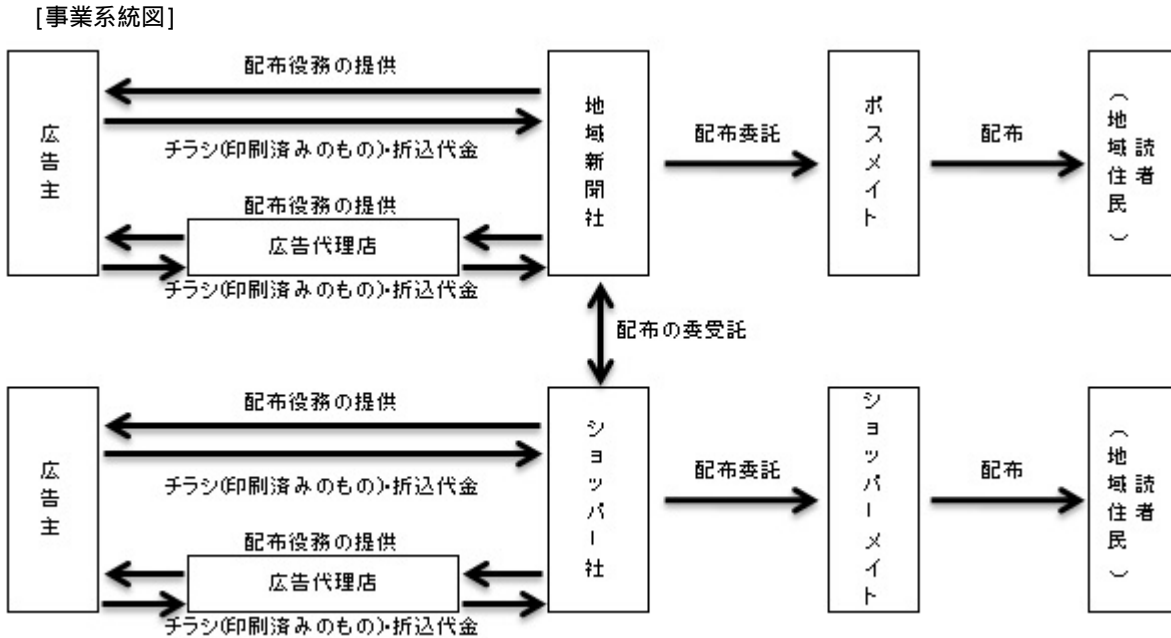 [事業系統図]
配布役務の提供
広告主
チラシ(印刷済みのもの)・折込代金
配布役務の提供
広告代理店
チラシ(印刷済みのもの)・折込代金
地域新聞社
配布委託
ポスメイト
配布
読者
(地域住民)
配布の委受託
配布役務の提供
広告主
チラシ(印刷済みのもの)・折込代金
配布役務の提供
広告代理店
チラシ(印刷済みのもの)・折込代金
ショッパー社
配布委託
ショッパーメイト
配布
読者
(地域住民)